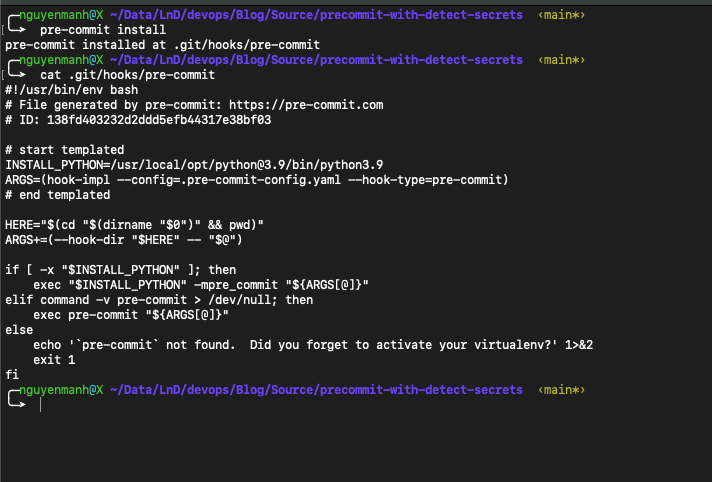 nguyenmanh@X ~/Data/LnD/devops/Blog/Source/precommit-with-detect-secrets ‹main*›
pre-commit install
pre-commit installed at .git/hooks/pre-commit
nguyenmanh@X ~/Data/LnD/devops/Blog/Source/precommit-with-detect-secrets ‹main*›
cat .git/hooks/pre-commit
#!/usr/bin/env bash
# File generated by pre-commit: https://pre-commit.com
# ID: 138fd403232d2ddd5efb44317e38bf03

# start templated
INSTALL_PYTHON=/usr/local/opt/python@3.9/bin/python3.9
ARGS=(hook-impl --config=.pre-commit-config.yaml --hook-type=pre-commit)
# end templated

HERE="$(cd "$(dirname "$0")" && pwd)"
ARGS+=(--hook-dir "$HERE" -- "$@")

if [ -x "$INSTALL_PYTHON" ]; then
    exec "$INSTALL_PYTHON" -mpre_commit "${ARGS[@]}"
elif command -v pre-commit > /dev/null; then
    exec pre-commit "${ARGS[@]}"
else
    echo '`pre-commit` not found.  Did you forget to activate your virtualenv?' 1>&2
    exit 1
fi
nguyenmanh@X ~/Data/LnD/devops/Blog/Source/precommit-with-detect-secrets ‹main*›